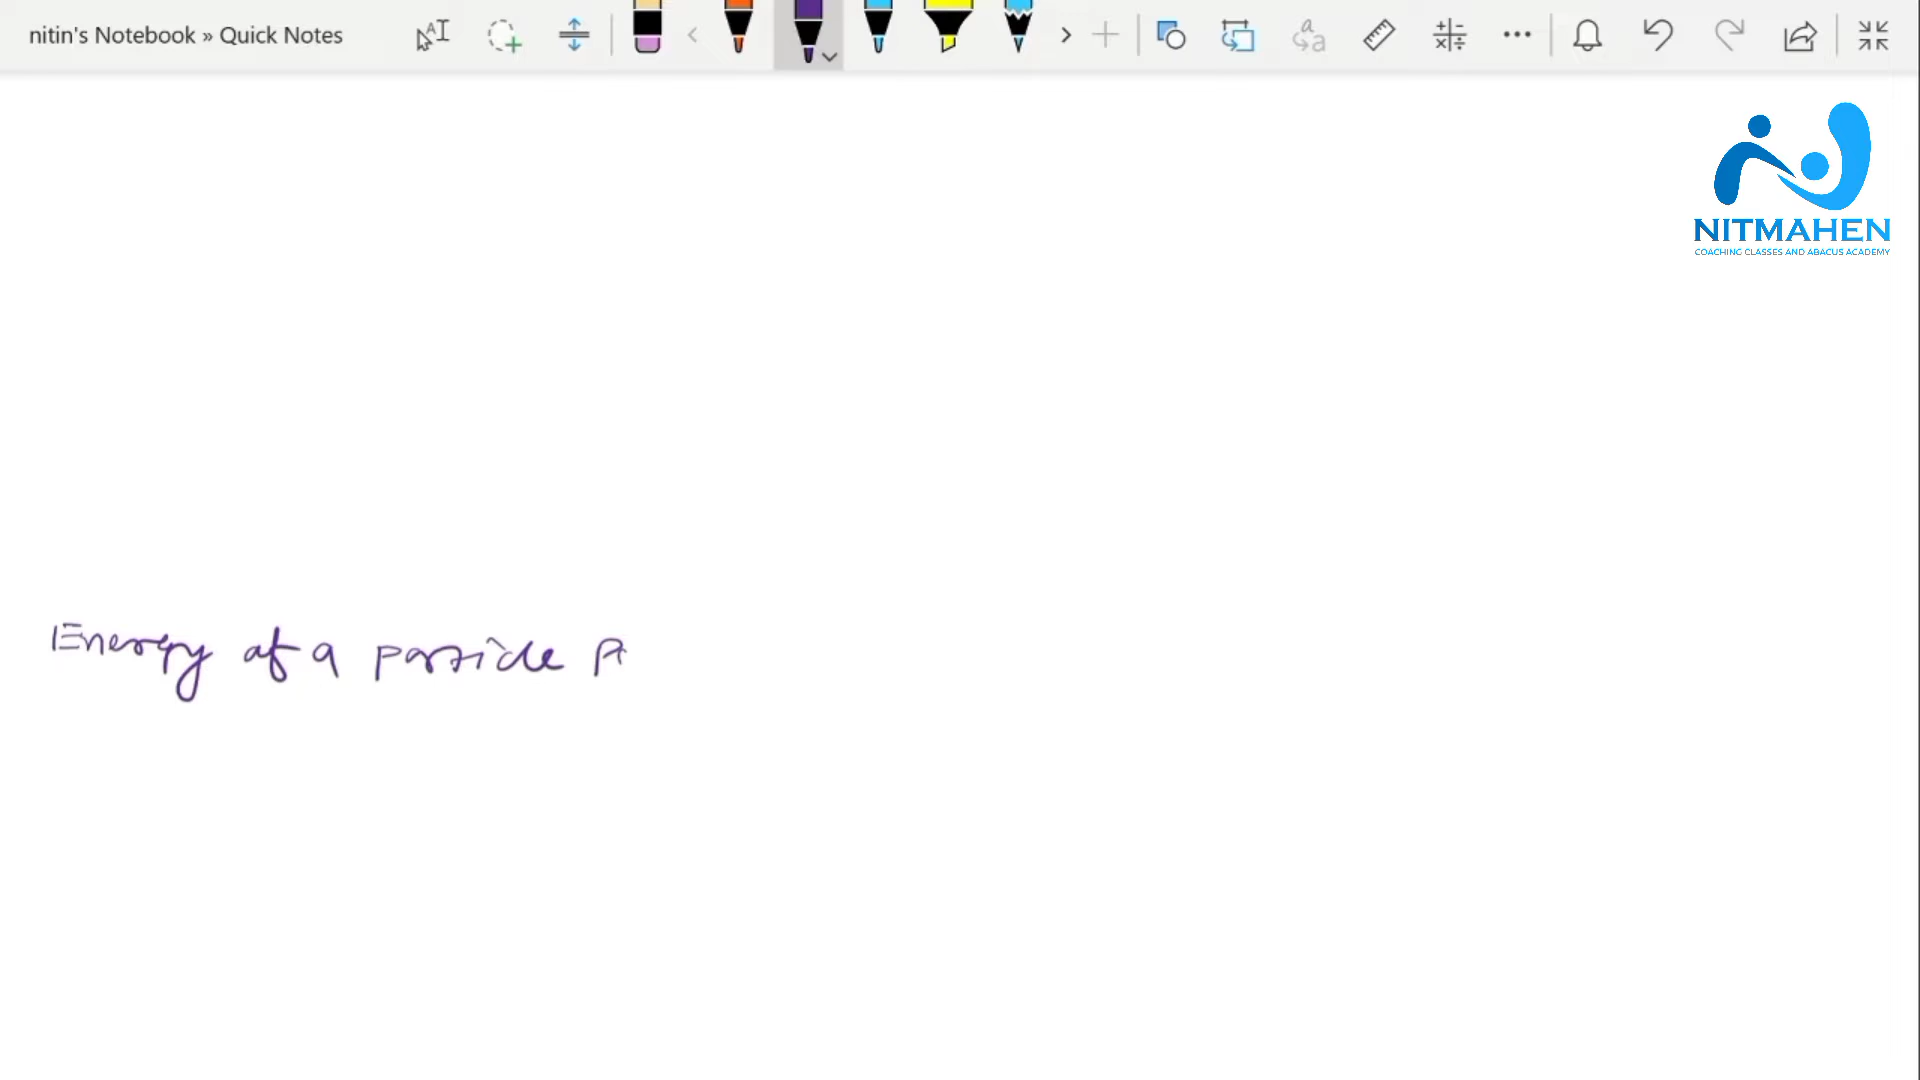 nitin's Notebook » Quick Notes
NITMAHEN
COACHING CLASSES AND ABACUS ACADEMY
Energy of a particle